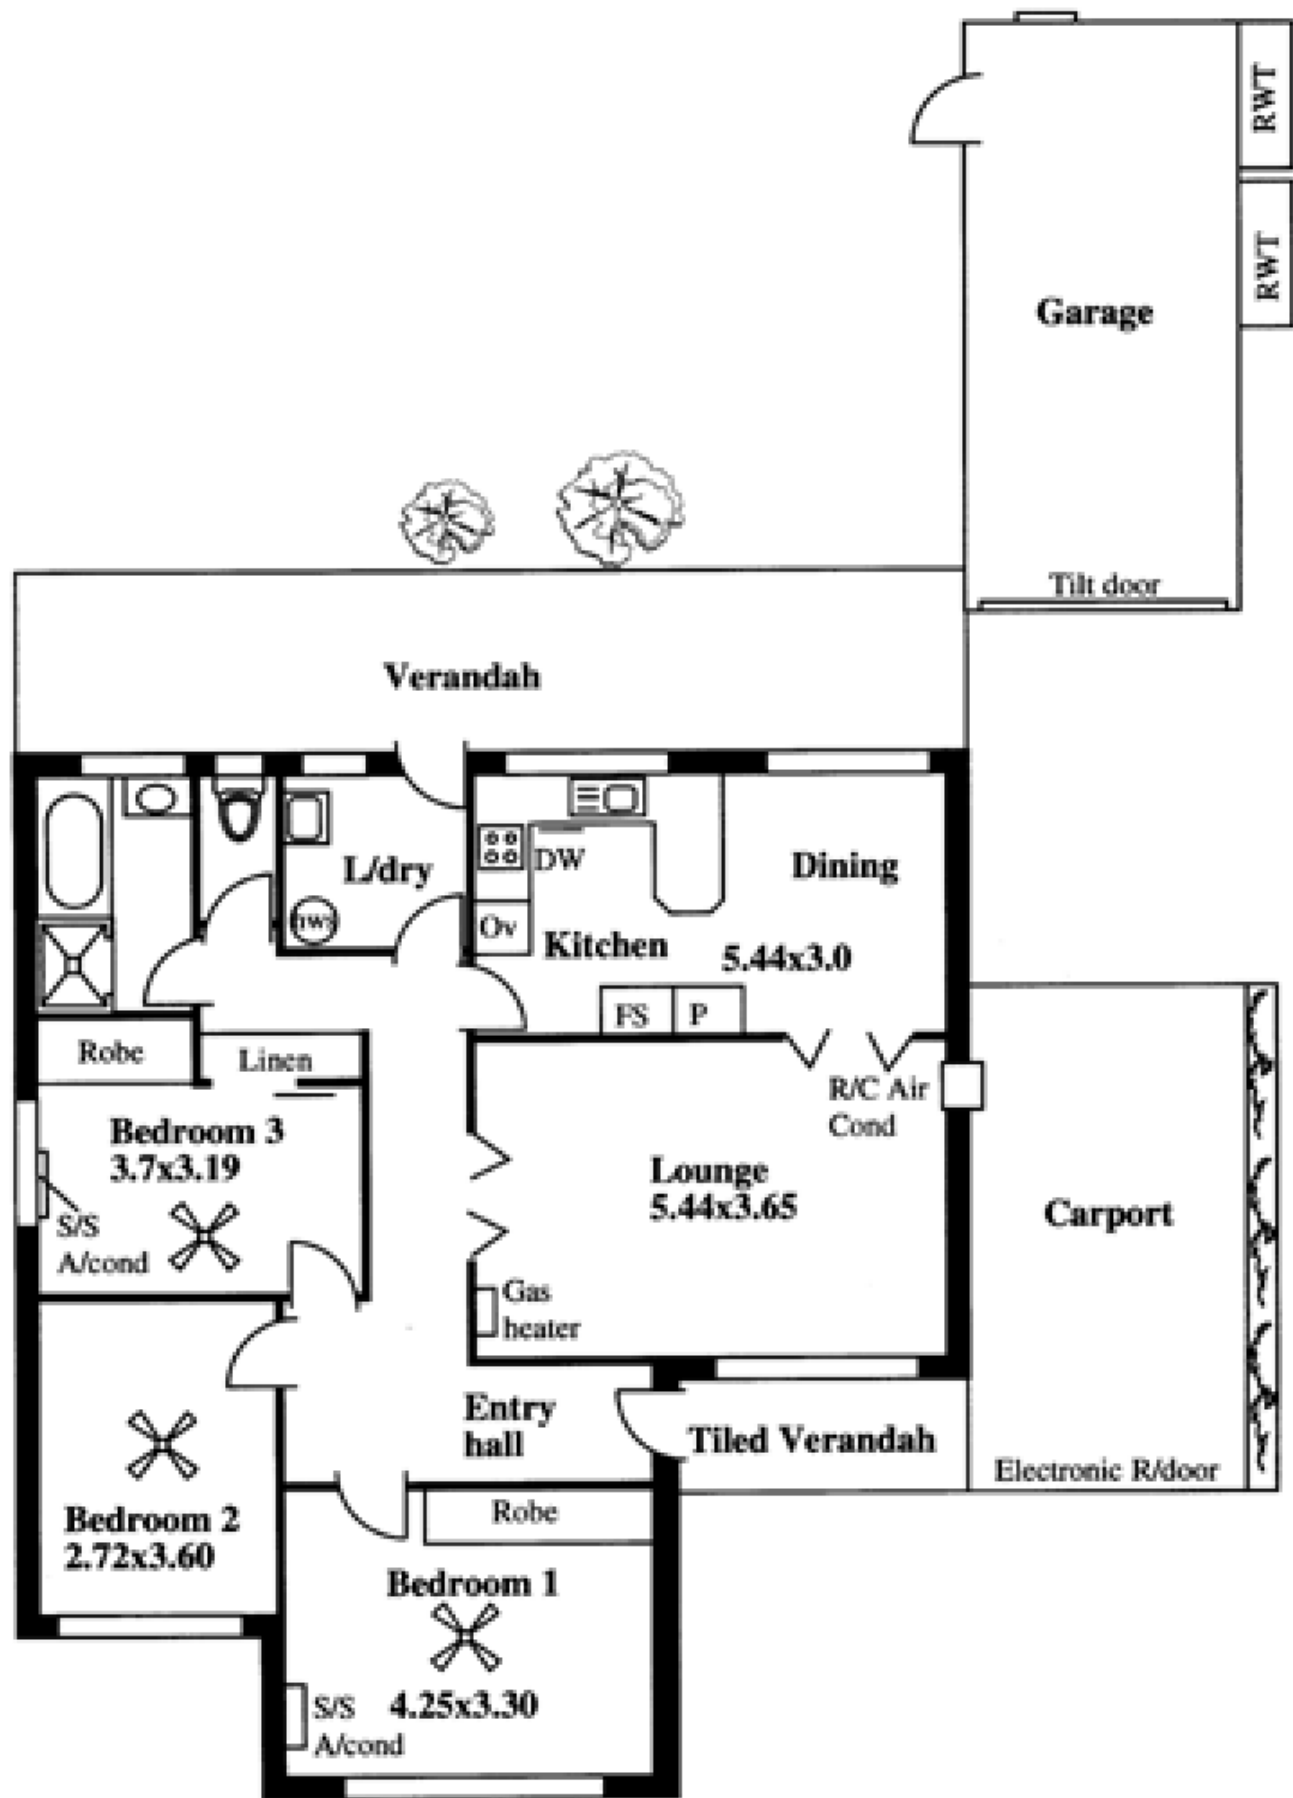 RWT
RWT
Garage
Tilt door
Verandah
L/dry
hws
DW
Ov
Kitchen
Dining
5.44x3.0
FS
P
Robe
Linen
R/C Air
Cond
Bedroom 3
3.7x3.19
S/S
A/cond
Lounge
5.44x3.65
Carport
Gas
heater
Entry
hall
Tiled Verandah
Electronic R/door
Bedroom 2
2.72x3.60
Robe
Bedroom 1
4.25x3.30
S/S
A/cond